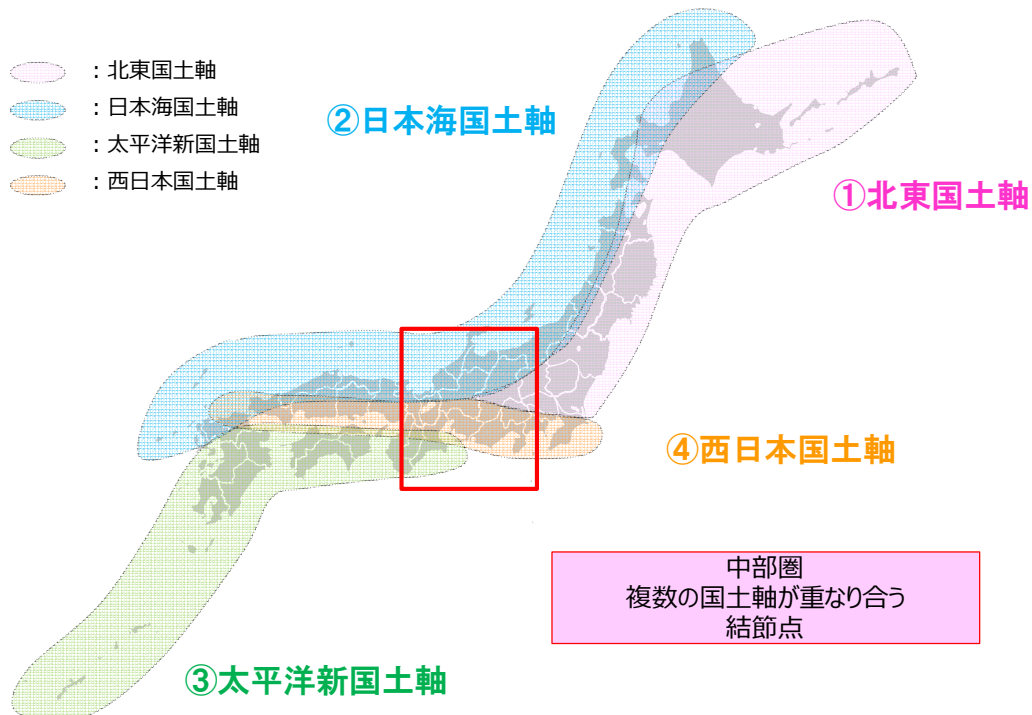 ：北東国土軸
：日本海国土軸
：太平洋新国土軸
：西日本国土軸
②日本海国土軸
①北東国土軸
④西日本国土軸
中部圏
複数の国土軸が重なり合う
結節点
③太平洋新国土軸